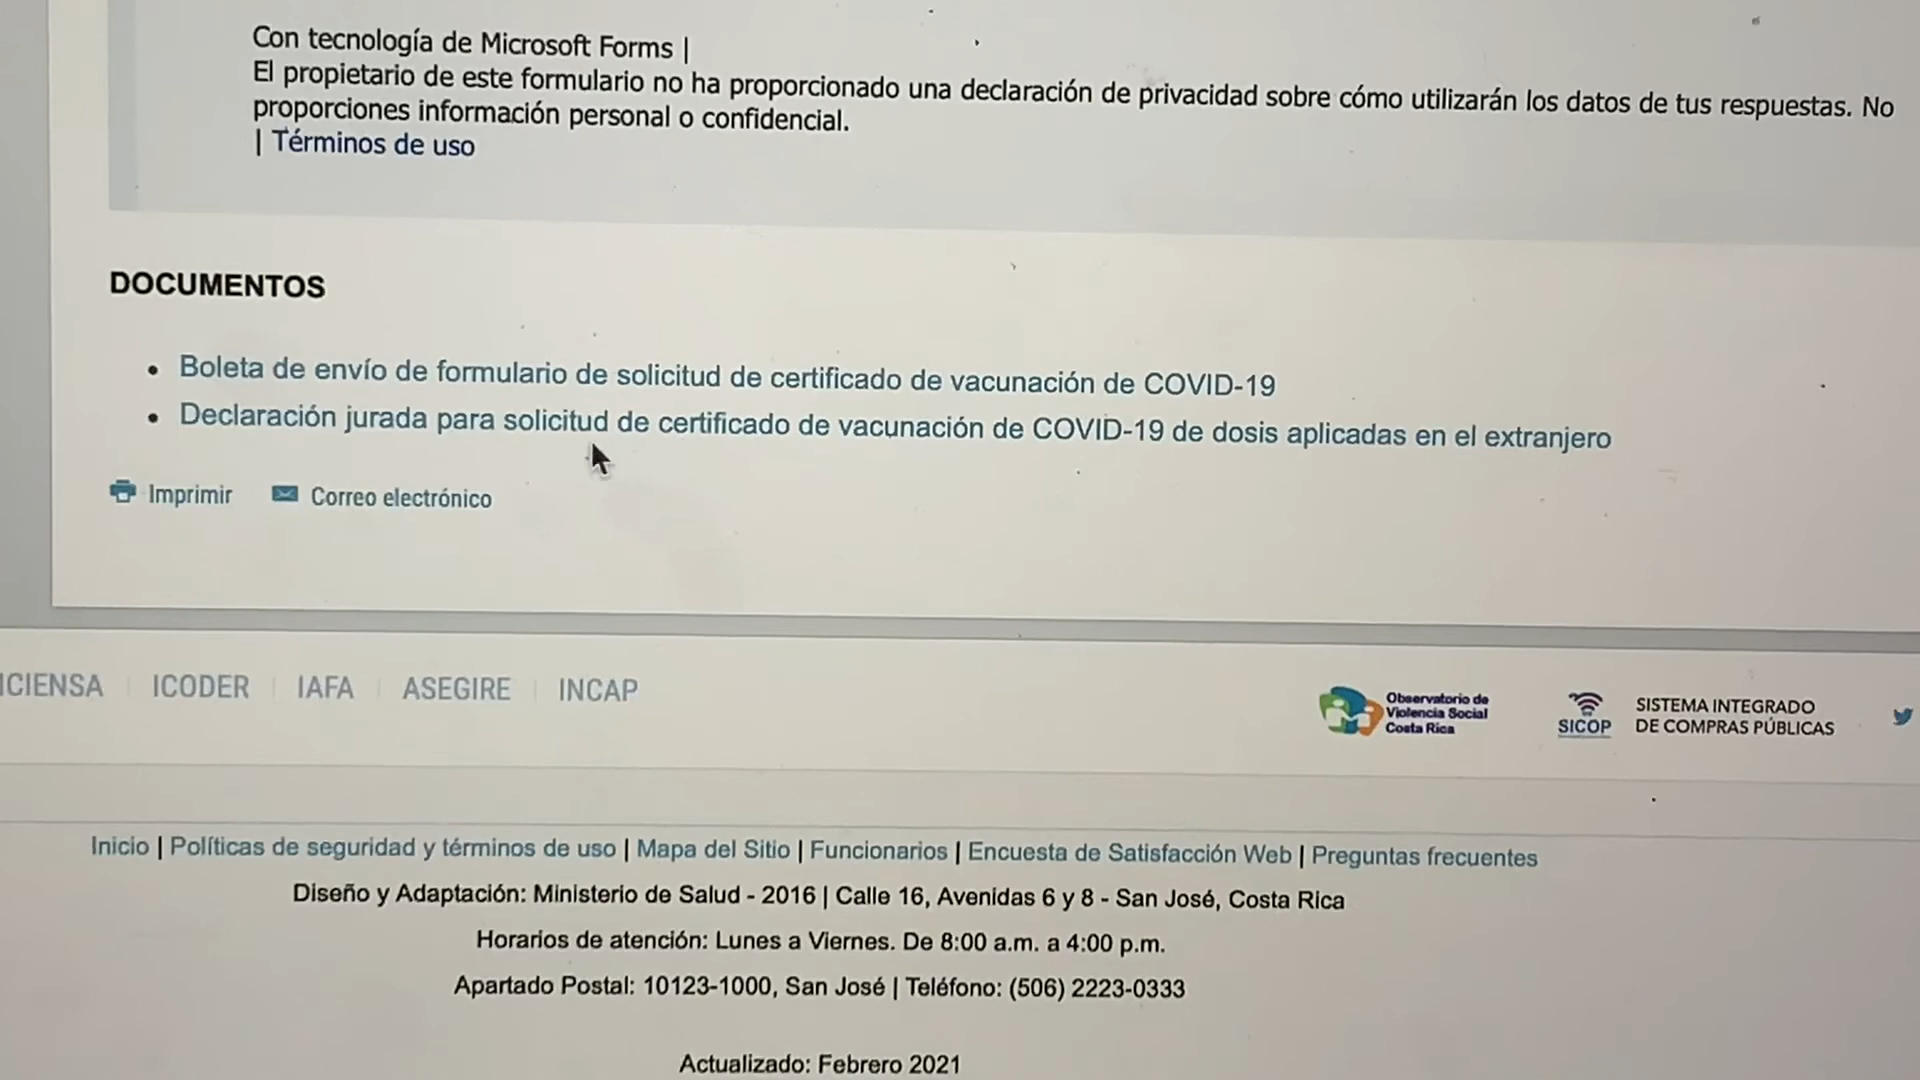 Con tecnología de Microsoft Forms |
El propietario de este formulario no ha proporcionado una declaración de privacidad sobre cómo utilizarán los datos de tus respuestas. No
proporciones información personal o confidencial.
| Términos de uso
DOCUMENTOS
• Boleta de envío de formulario de solicitud de certificado de vacunación de COVID-19
• Declaración jurada para solicitud de certificado de vacunación de COVID-19 de dosis aplicadas en el extranjero
Imprimir Correo electrónico
ICIENSA | ICODER | IAFA | ASEGIRE | INCAP
Observatorio de
Violencia Social
Costa Rica
SICOP
SISTEMA INTEGRADO
DE COMPRAS PÚBLICAS
Inicio | Políticas de seguridad y términos de uso | Mapa del Sitio | Funcionarios | Encuesta de Satisfacción Web | Preguntas frecuentes
Diseño y Adaptación: Ministerio de Salud - 2016 | Calle 16, Avenidas 6 y 8 - San José, Costa Rica
Horarios de atención: Lunes a Viernes. De 8:00 a.m. a 4:00 p.m.
Apartado Postal: 10123-1000, San José | Teléfono: (506) 2223-0333
Actualizado: Febrero 2021